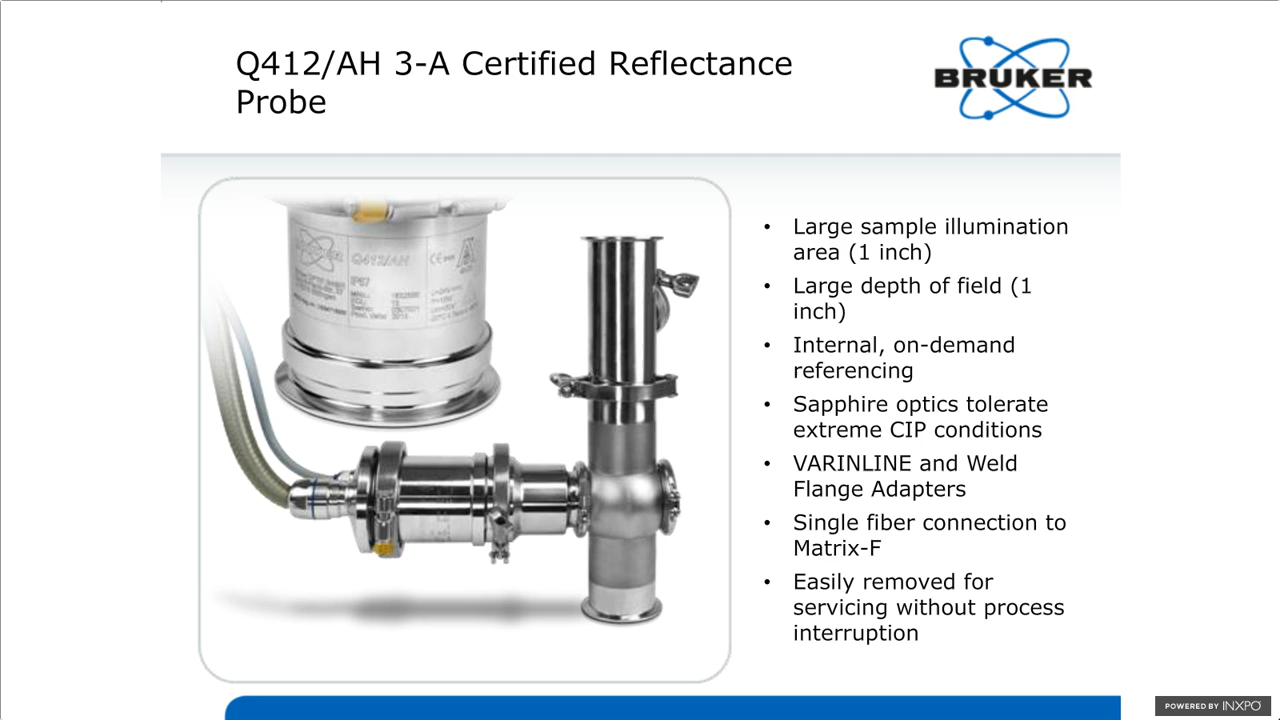 Q412/AH 3-A Certified Reflectance
Probe
BRUKER
BRUKER
Q412/AH
IP67
CE
• Large sample illumination
area (1 inch)
• Large depth of field (1
inch)
• Internal, on-demand
referencing
• Sapphire optics tolerate
extreme CIP conditions
• VARINLINE and Weld
Flange Adapters
• Single fiber connection to
Matrix-F
• Easily removed for
servicing without process
interruption
POWERED BY INXPO